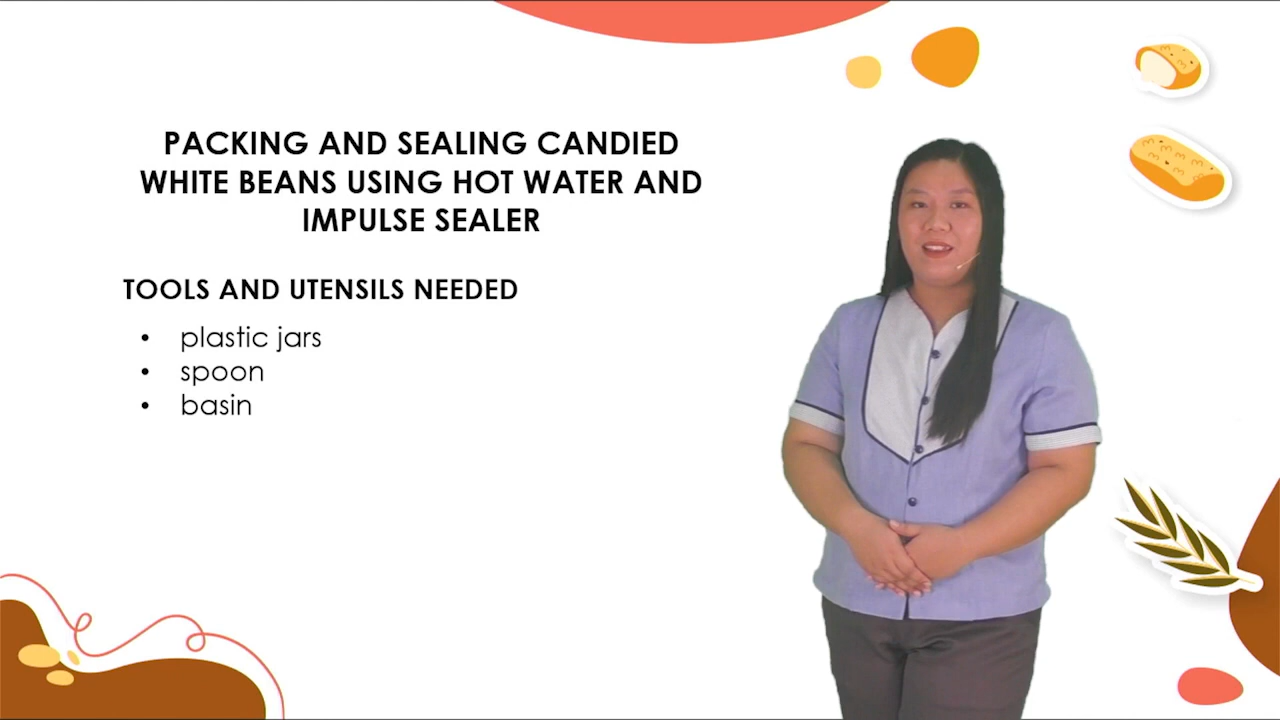 PACKING AND SEALING CANDIED
WHITE BEANS USING HOT WATER AND
IMPULSE SEALER
TOOLS AND UTENSILS NEEDED
• plastic jars
• spoon
• basin